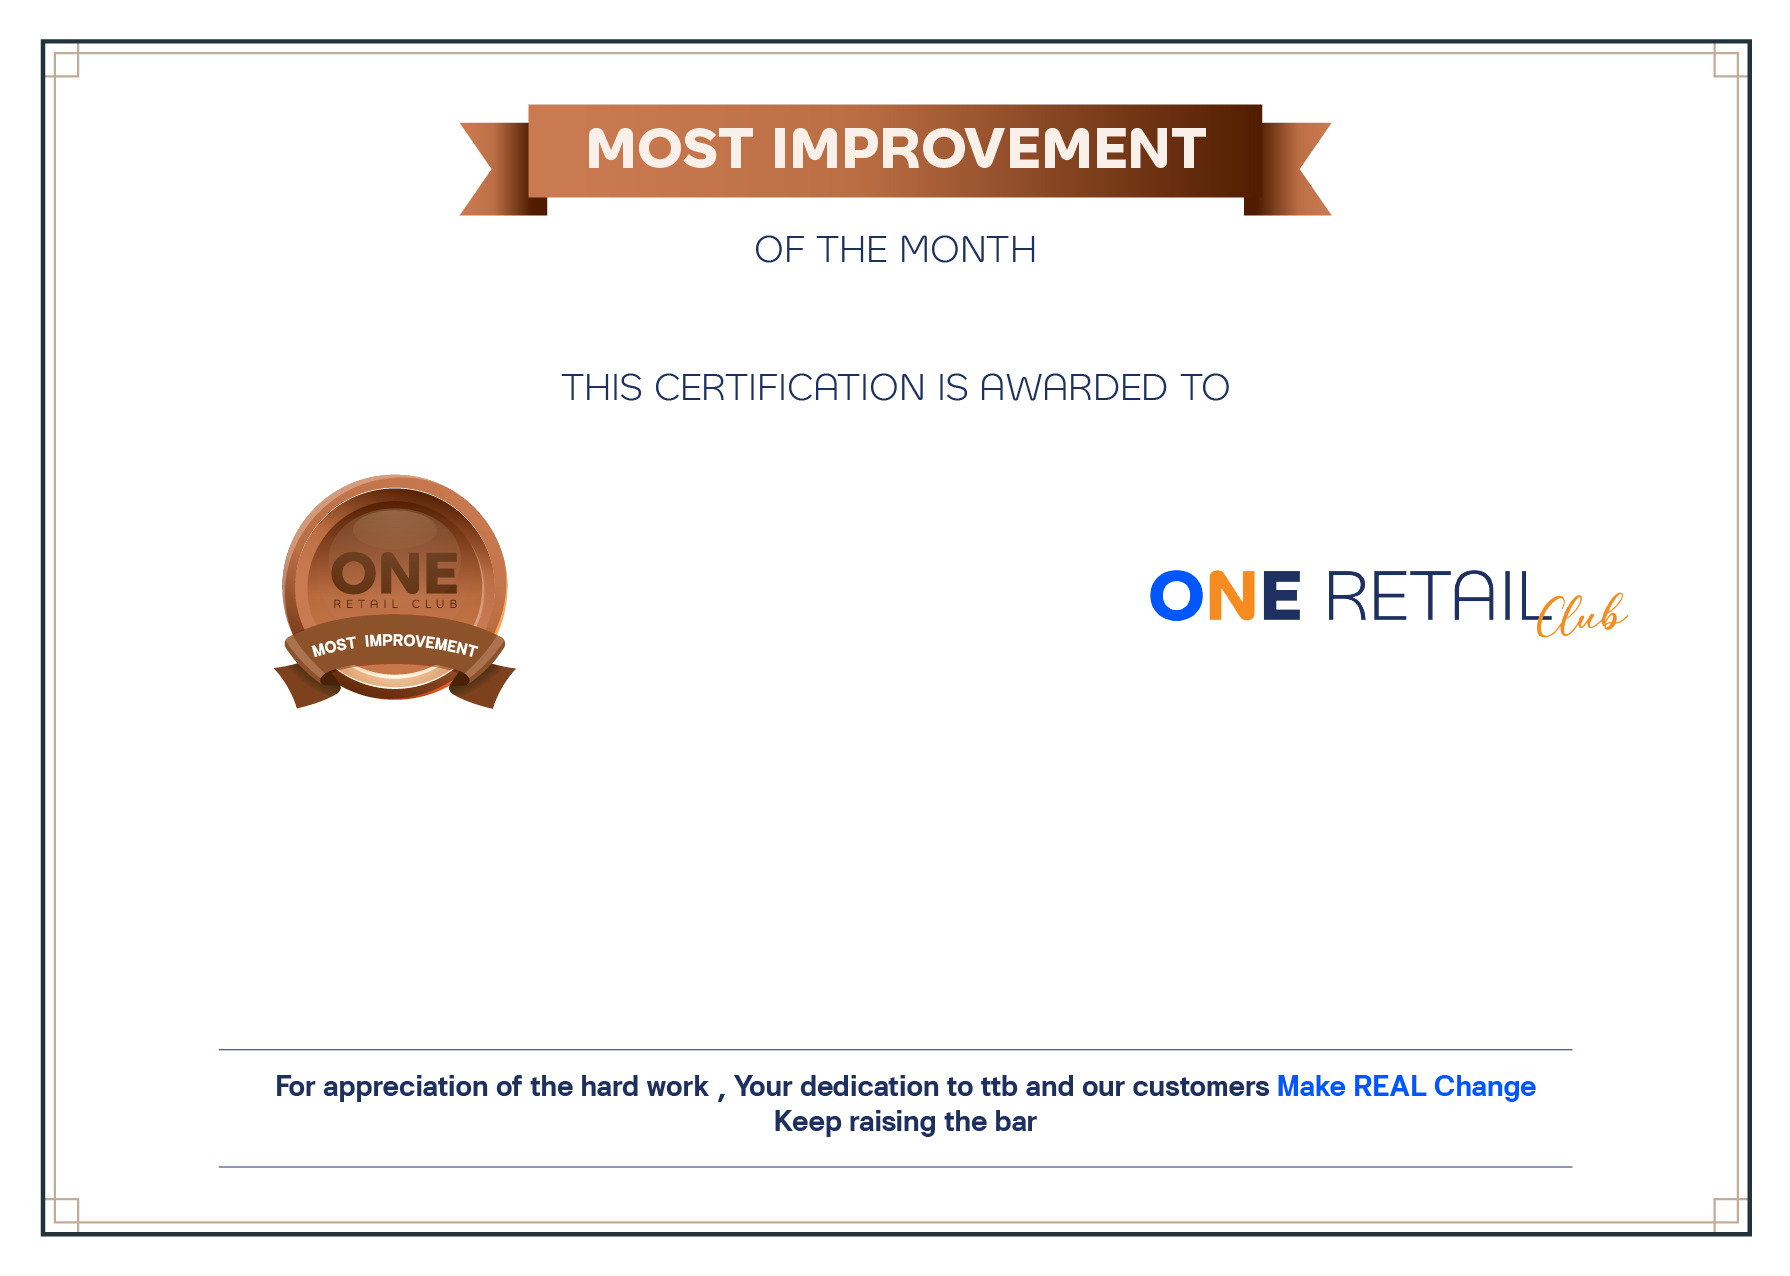 MOST IMPROVEMENT
OF THE MONTH
THIS CERTIFICATION IS AWARDED TO
ONE
RETAIL CLUB
MOST IMPROVEMENT
ONE RETAIL Club
For appreciation of the hard work , Your dedication to ttb and our customers Make REAL Change
Keep raising the bar